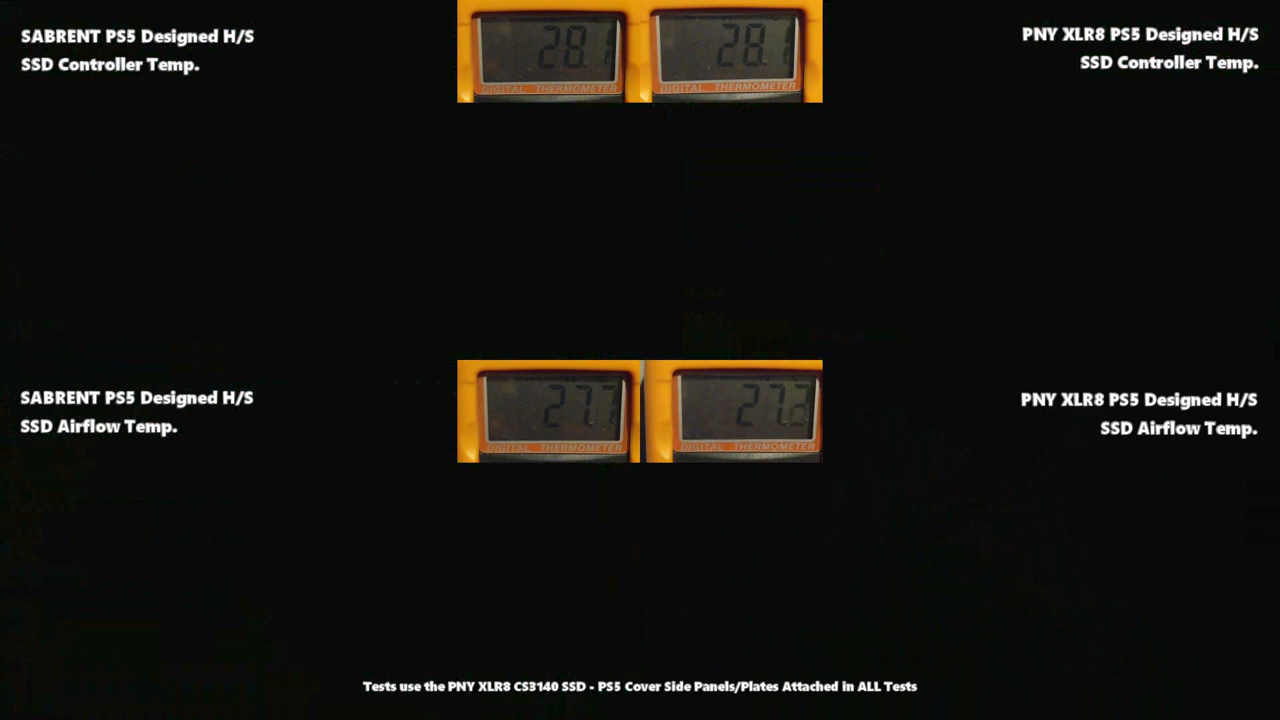 SABRENT PS5 Designed H/S
SSD Controller Temp.
28.1
DIGITAL THERMOMETER
28.1
DIGITAL THERMOMETER
PNY XLR8 PS5 Designed H/S
SSD Controller Temp.
SABRENT PS5 Designed H/S
SSD Airflow Temp.
27.7
DIGITAL THERMOMETER
DIGITAL THERMOMETER
PNY XLR8 PS5 Designed H/S
SSD Airflow Temp.
Tests use the PNY XLR8 CS3140 SSD - PS5 Cover Side Panels/Plates Attached in ALL Tests